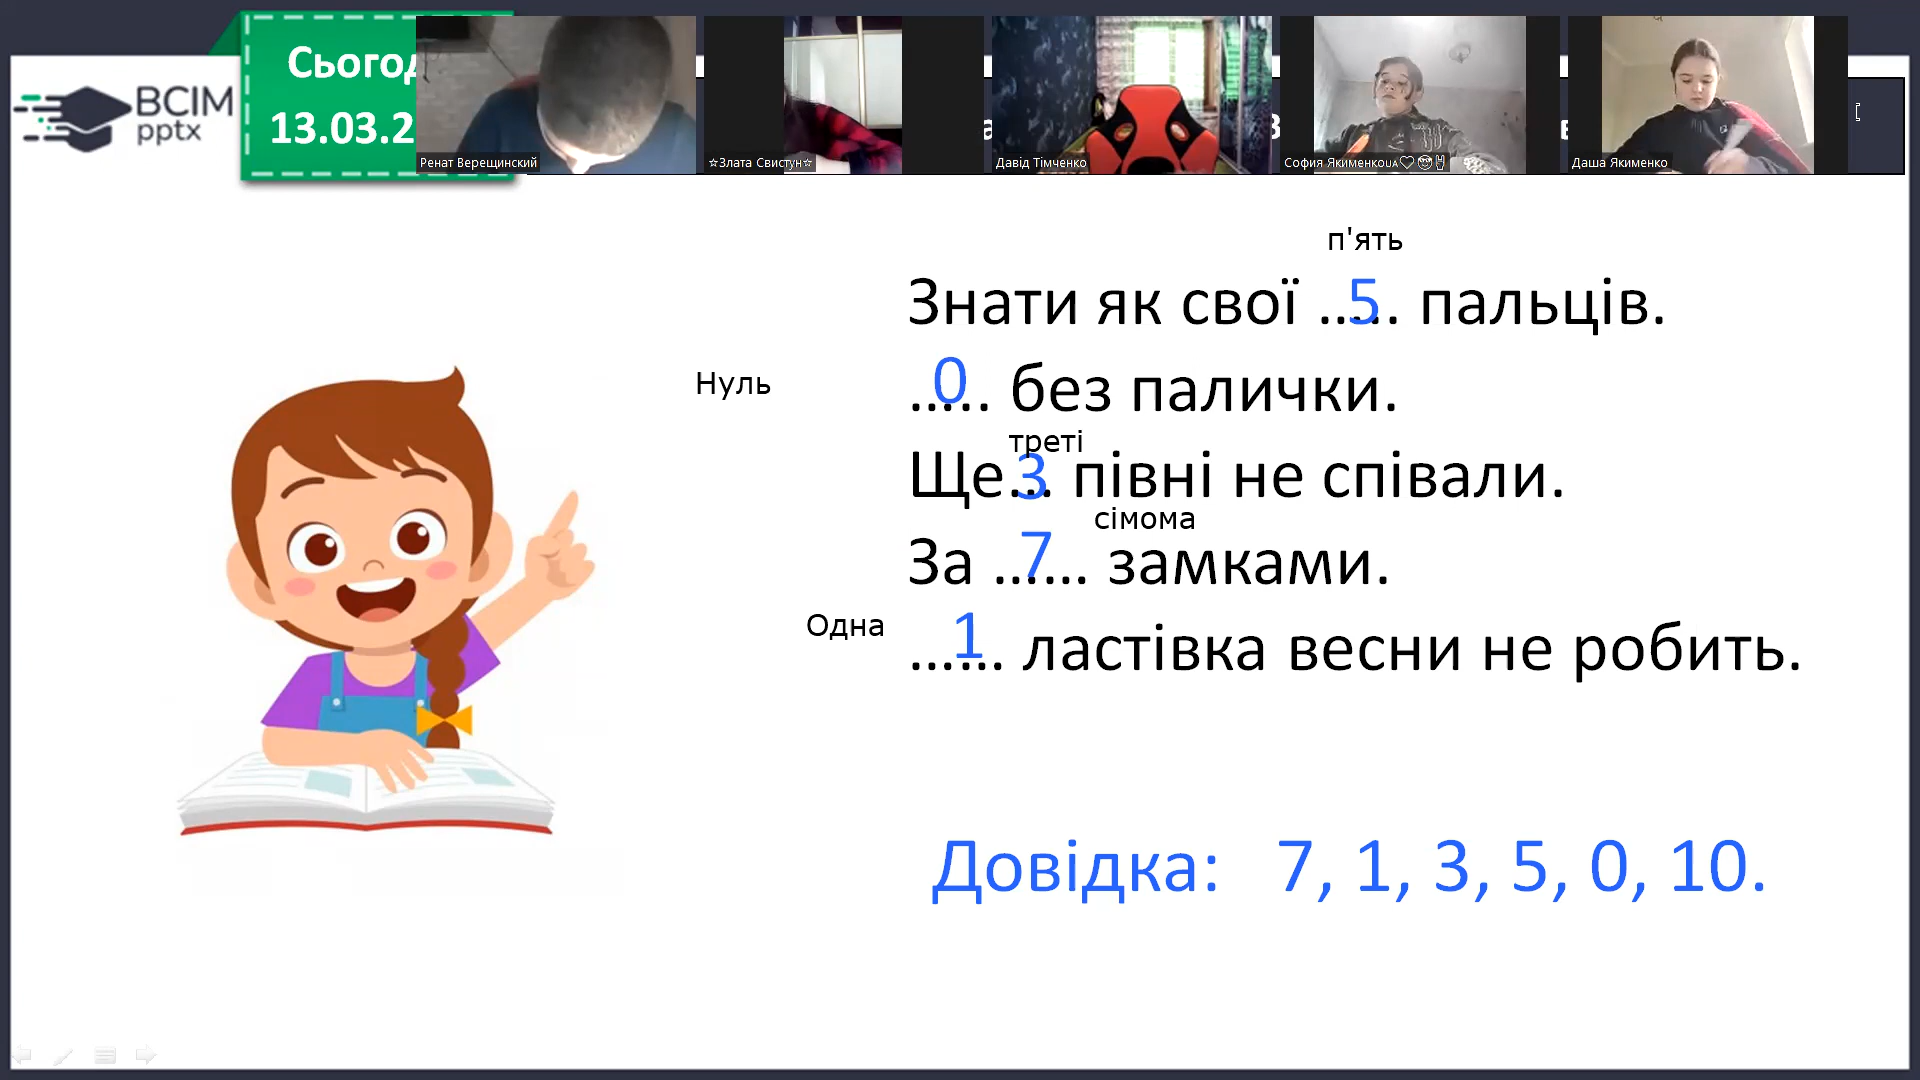 Сьогод
13.03.2
ВСІМ
pptx
Ренат Верещинский
☆Злата Свистун☆
Давід Тімченко
София Якименко
Даша Якименко
п'ять
Знати як свої ..5.. пальців.
Нуль
..0.. без палички.
треті
Ще 3 півні не співали.
сімома
За ...7... замками.
Одна
...1... ластівка весни не робить.
Довідка: 7, 1, 3, 5, 0, 10.